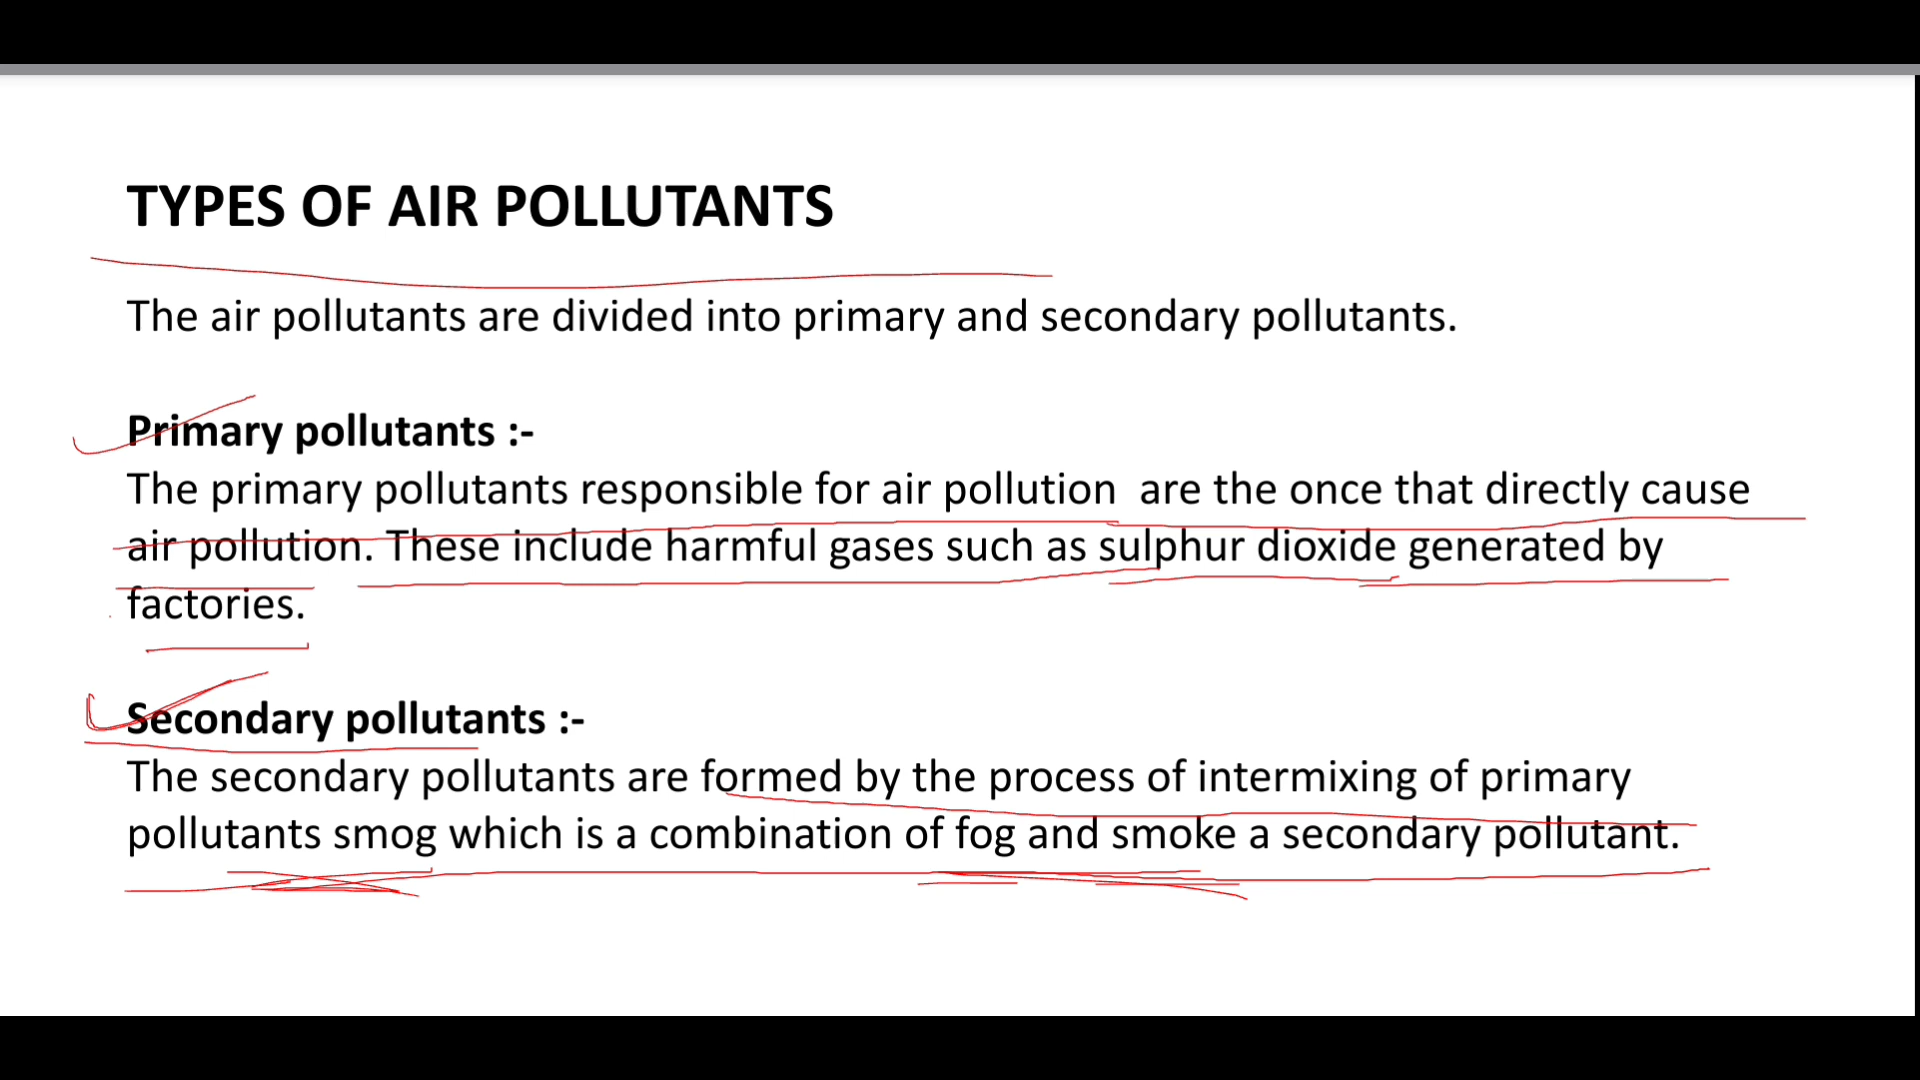 TYPES OF AIR POLLUTANTS
The air pollutants are divided into primary and secondary pollutants.
Primary pollutants :-
The primary pollutants responsible for air pollution  are the once that directly cause
air pollution. These include harmful gases such as sulphur dioxide generated by
factories.
Secondary pollutants :-
The secondary pollutants are formed by the process of intermixing of primary
pollutants smog which is a combination of fog and smoke a secondary pollutant.